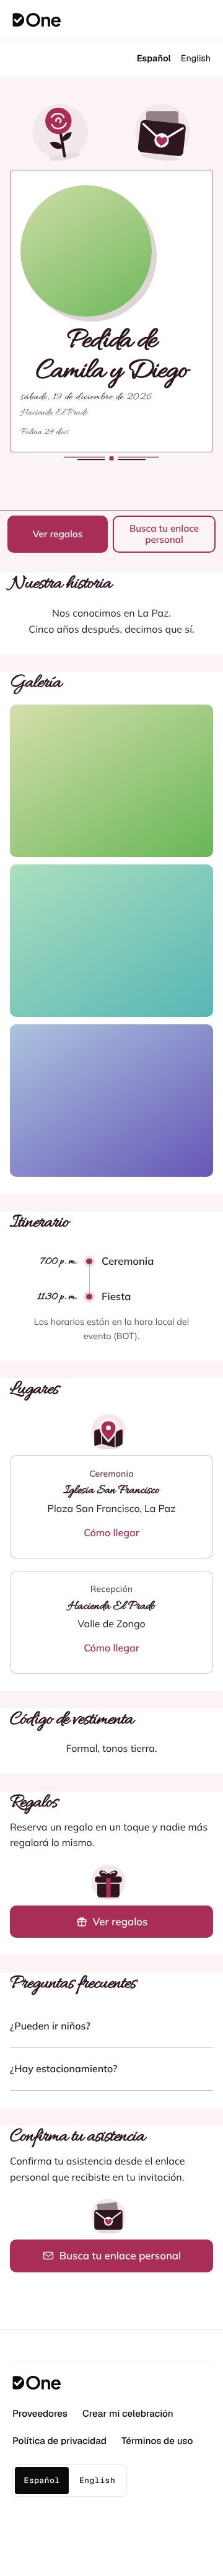 One
Español English
Pedida de
Camila y Diego
sábado, 19 de diciembre de 2026
Hacienda El Prado
Faltan 24 días
Ver regalos
Busca tu enlace
personal
Nuestra historia
Nos conocimos en La Paz.
Cinco años después, decimos que sí.
Galería
Itinerario
7:00 p. m. Ceremonia
11:30 p. m. Fiesta
Los horarios están en la hora local del
evento (BOT).
Lugares
Ceremonia
Iglesia San Francisco
Plaza San Francisco, La Paz
Cómo llegar
Recepción
Hacienda El Prado
Valle de Zongo
Cómo llegar
Código de vestimenta
Formal, tonos tierra.
Regalos
Reserva un regalo en un toque y nadie más
regalará lo mismo.
Ver regalos
Preguntas frecuentes
¿Pueden ir niños?
¿Hay estacionamiento?
Confirma tu asistencia
Confirma tu asistencia desde el enlace
personal que recibiste en tu invitación.
Busca tu enlace personal
One
Proveedores Crear mi celebración
Política de privacidad Términos de uso
Español English